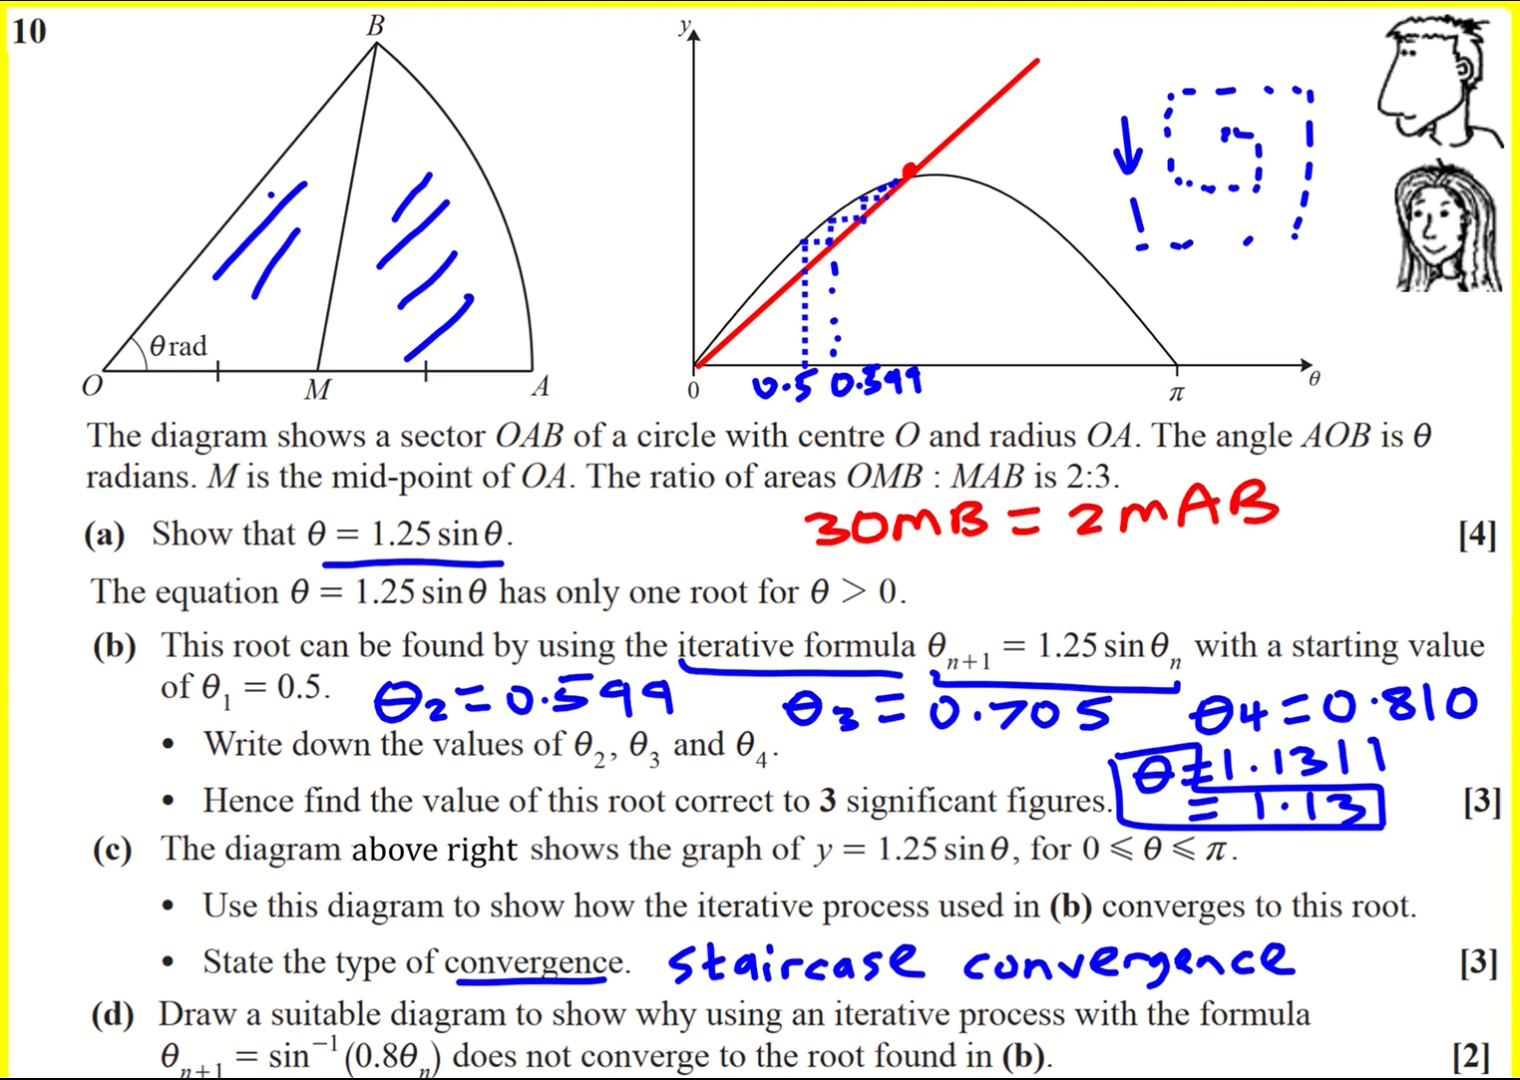 10
B
y
θ rad
O
M
A
0
0.5 0.599
π
θ
The diagram shows a sector OAB of a circle with centre O and radius OA. The angle AOB is θ
radians. M is the mid-point of OA. The ratio of areas OMB : MAB is 2:3.
3OMB = 2MAB
(a) Show that θ = 1.25 sin θ. [4]
The equation θ = 1.25 sin θ has only one root for θ > 0.
(b) This root can be found by using the iterative formula θₙ₊₁ = 1.25 sin θₙ with a starting value
of θ₁ = 0.5. θ₂ = 0.599 θ₃ = 0.705 θ₄ = 0.810
• Write down the values of θ₂, θ₃ and θ₄.
θ = 1.1311
• Hence find the value of this root correct to 3 significant figures. = 1.13 [3]
(c) The diagram above right shows the graph of y = 1.25 sin θ, for 0 ⩽ θ ⩽ π.
• Use this diagram to show how the iterative process used in (b) converges to this root.
• State the type of convergence. staircase convergence [3]
(d) Draw a suitable diagram to show why using an iterative process with the formula
θₙ₊₁ = sin⁻¹(0.8θₙ) does not converge to the root found in (b). [2]